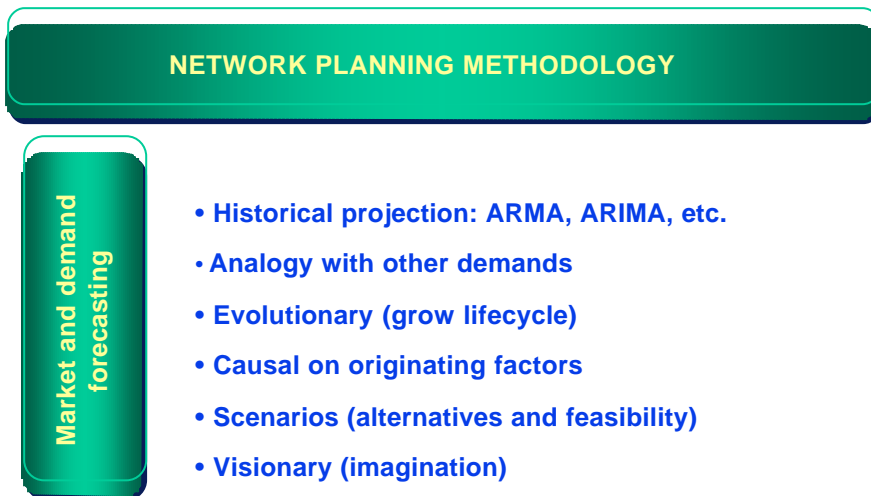 NETWORK PLANNING METHODOLOGY
Market and demand
forecasting
• Historical projection: ARMA, ARIMA, etc.
• Analogy with other demands
• Evolutionary (grow lifecycle)
• Causal on originating factors
• Scenarios (alternatives and feasibility)
• Visionary (imagination)